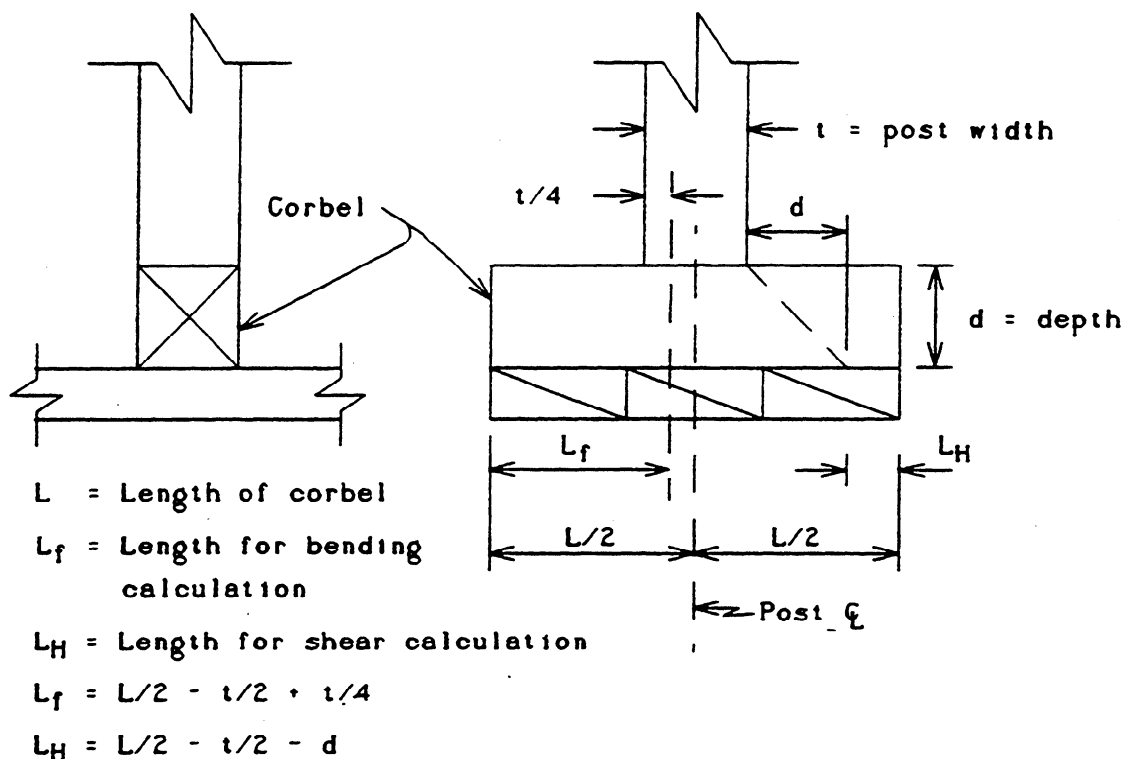 t = post width
t/4
d
Corbel
d = depth
Lf
LH
L = Length of corbel
L/2
L/2
Lf = Length for bending
calculation
Post ℄
LH = Length for shear calculation
Lf = L/2 - t/2 + t/4
LH = L/2 - t/2 - d